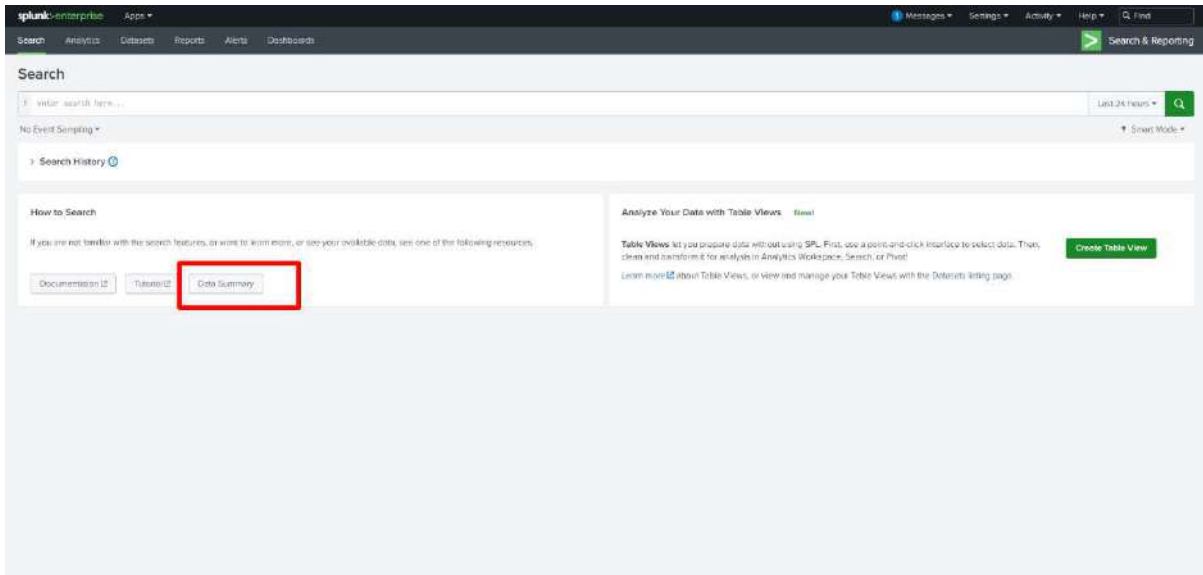 splunk>enterprise Apps
1 Messages Settings Activity Help Find
Search Analytics Datasets Reports Alerts Dashboards
Search & Reporting
Search
enter search here...
Last 24 hours
No Event Sampling
Smart Mode
Search History
How to Search
If you are not familiar with the search features, or want to learn more, or see your available data, see one of the following resources.
Documentation Tutorial Data Summary
Analyze Your Data with Table Views New!
Table Views let you prepare data without using SPL. First, use a point-and-click interface to select data. Then,
clean and transform it for analysis in Analytics Workspace, Search, or Pivot!
Learn more about Table Views, or view and manage your Table Views with the Datasets listing page.
Create Table View